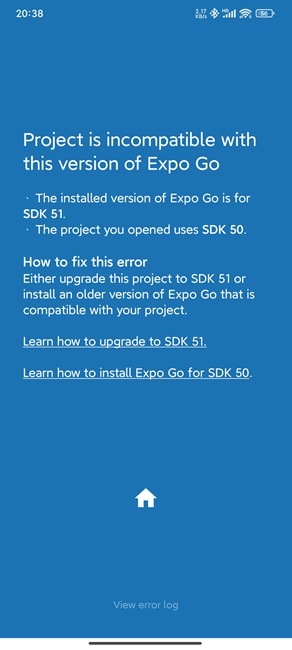 20:38
2.17 KB/s HD 56
Project is incompatible with
this version of Expo Go
· The installed version of Expo Go is for
SDK 51.
· The project you opened uses SDK 50.
How to fix this error
Either upgrade this project to SDK 51 or
install an older version of Expo Go that is
compatible with your project.
Learn how to upgrade to SDK 51.
Learn how to install Expo Go for SDK 50.
View error log